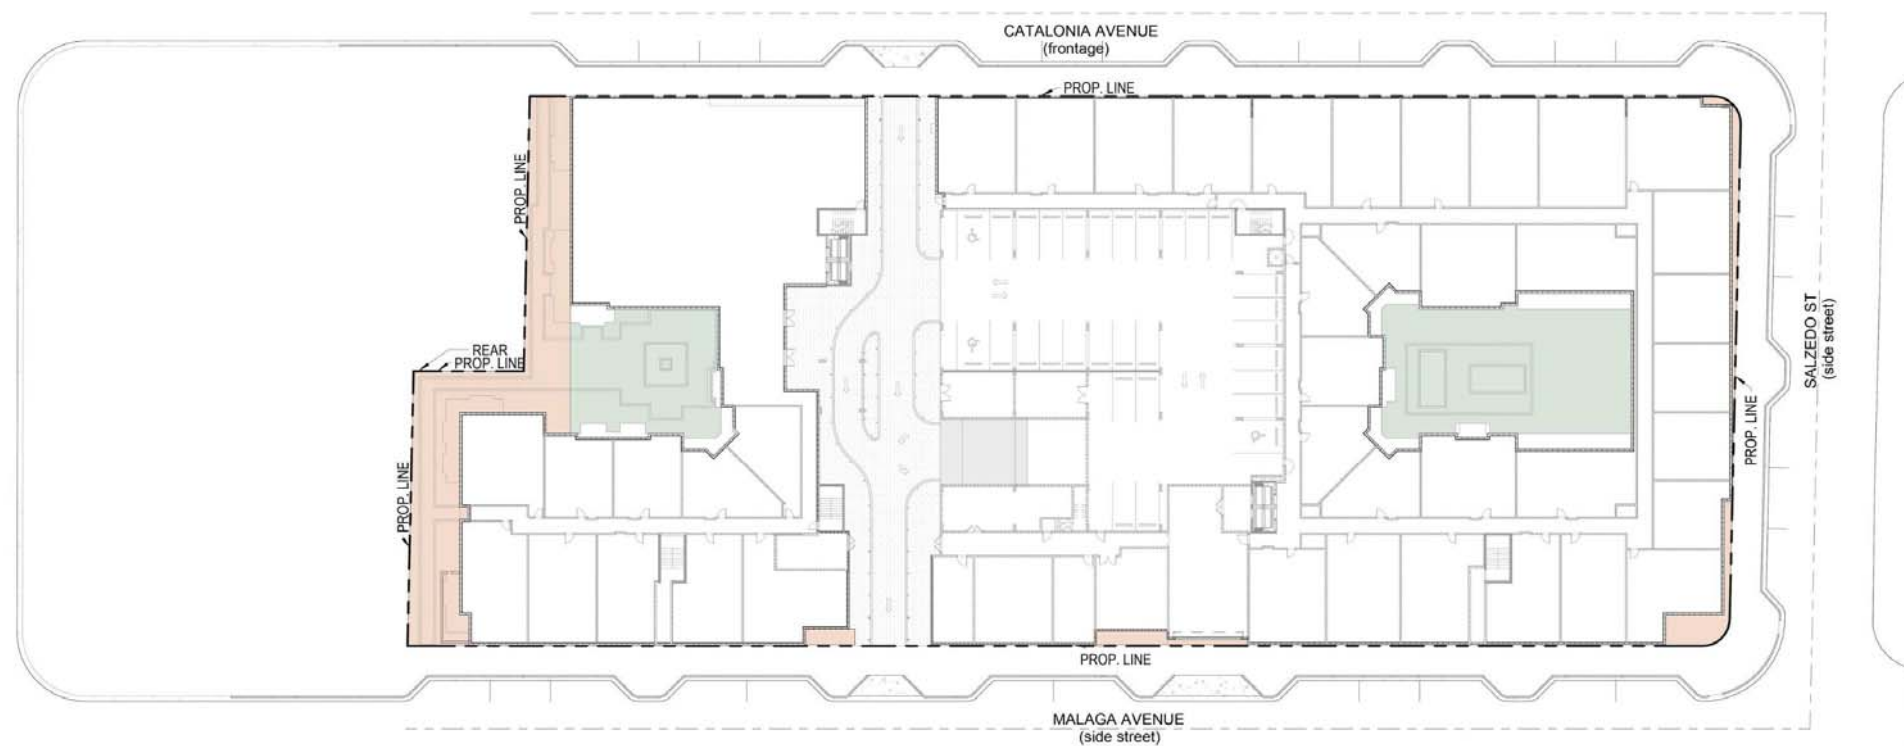 CATALONIA AVENUE
(frontage)
PROP. LINE
PROP. LINE
REAR
PROP. LINE
SALZEDO ST
(side street)
PROP. LINE
PROP. LINE
PROP. LINE
MALAGA AVENUE
(side street)